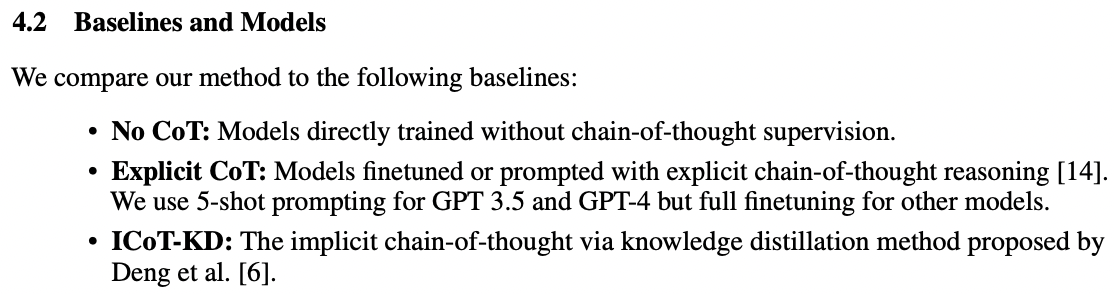 4.2 Baselines and Models
We compare our method to the following baselines:
• No CoT: Models directly trained without chain-of-thought supervision.
• Explicit CoT: Models finetuned or prompted with explicit chain-of-thought reasoning [14].
We use 5-shot prompting for GPT 3.5 and GPT-4 but full finetuning for other models.
• ICoT-KD: The implicit chain-of-thought via knowledge distillation method proposed by
Deng et al. [6].